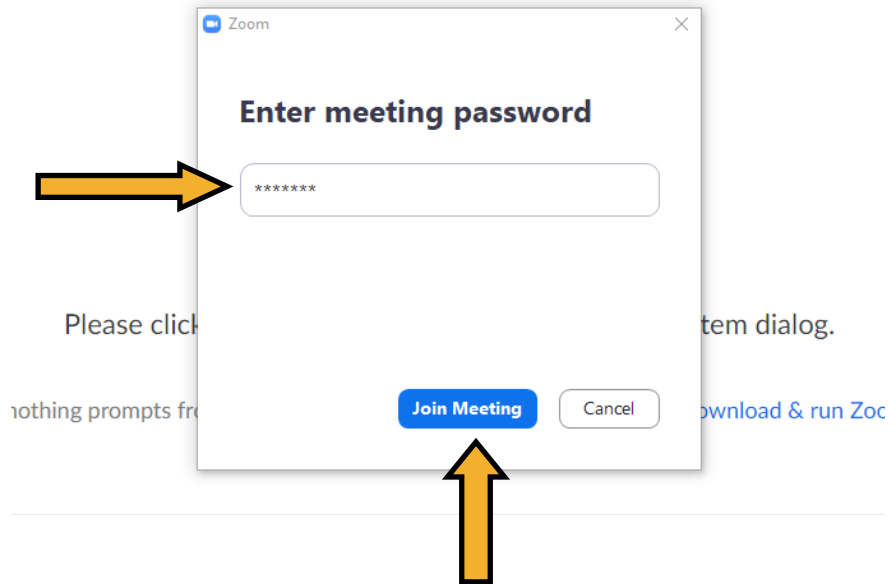 Zoom
Enter meeting password
*******
Please click tem dialog.
nothing prompts fr ownload & run Zoo
Join Meeting Cancel